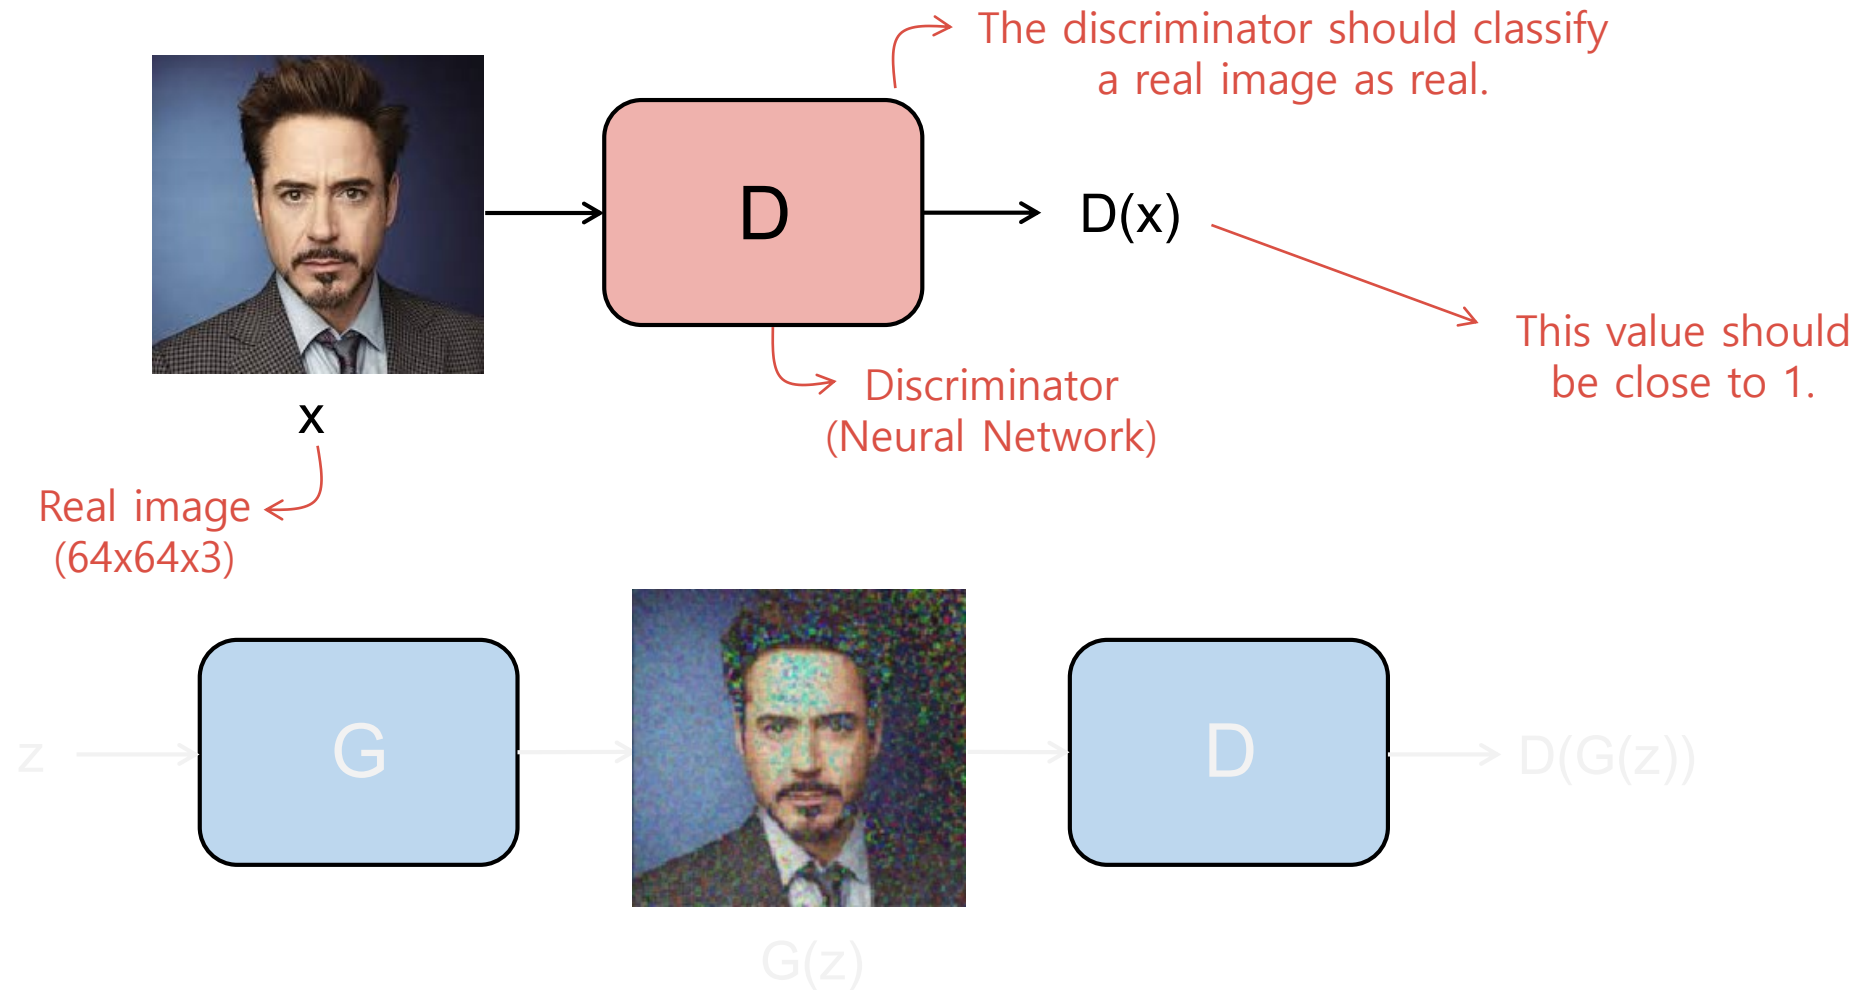 The discriminator should classify
a real image as real.
D
D(x)
This value should
be close to 1.
Discriminator
(Neural Network)
x
Real image
(64x64x3)
z
G
D
D(G(z))
G(z)